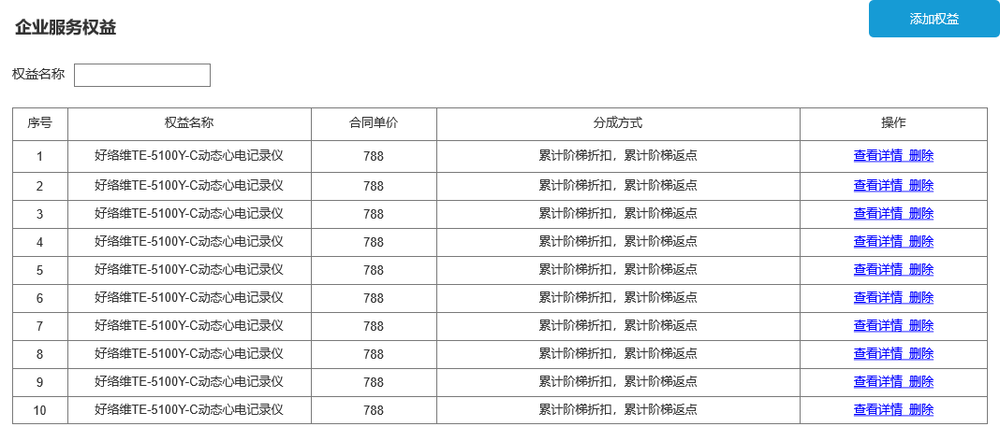 企业服务权益
添加权益
权益名称
序号 权益名称 合同单价 分成方式 操作
1 好络维TE-5100Y-C动态心电记录仪 788 累计阶梯折扣，累计阶梯返点 查看详情 删除
2 好络维TE-5100Y-C动态心电记录仪 788 累计阶梯折扣，累计阶梯返点 查看详情 删除
3 好络维TE-5100Y-C动态心电记录仪 788 累计阶梯折扣，累计阶梯返点 查看详情 删除
4 好络维TE-5100Y-C动态心电记录仪 788 累计阶梯折扣，累计阶梯返点 查看详情 删除
5 好络维TE-5100Y-C动态心电记录仪 788 累计阶梯折扣，累计阶梯返点 查看详情 删除
6 好络维TE-5100Y-C动态心电记录仪 788 累计阶梯折扣，累计阶梯返点 查看详情 删除
7 好络维TE-5100Y-C动态心电记录仪 788 累计阶梯折扣，累计阶梯返点 查看详情 删除
8 好络维TE-5100Y-C动态心电记录仪 788 累计阶梯折扣，累计阶梯返点 查看详情 删除
9 好络维TE-5100Y-C动态心电记录仪 788 累计阶梯折扣，累计阶梯返点 查看详情 删除
10 好络维TE-5100Y-C动态心电记录仪 788 累计阶梯折扣，累计阶梯返点 查看详情 删除